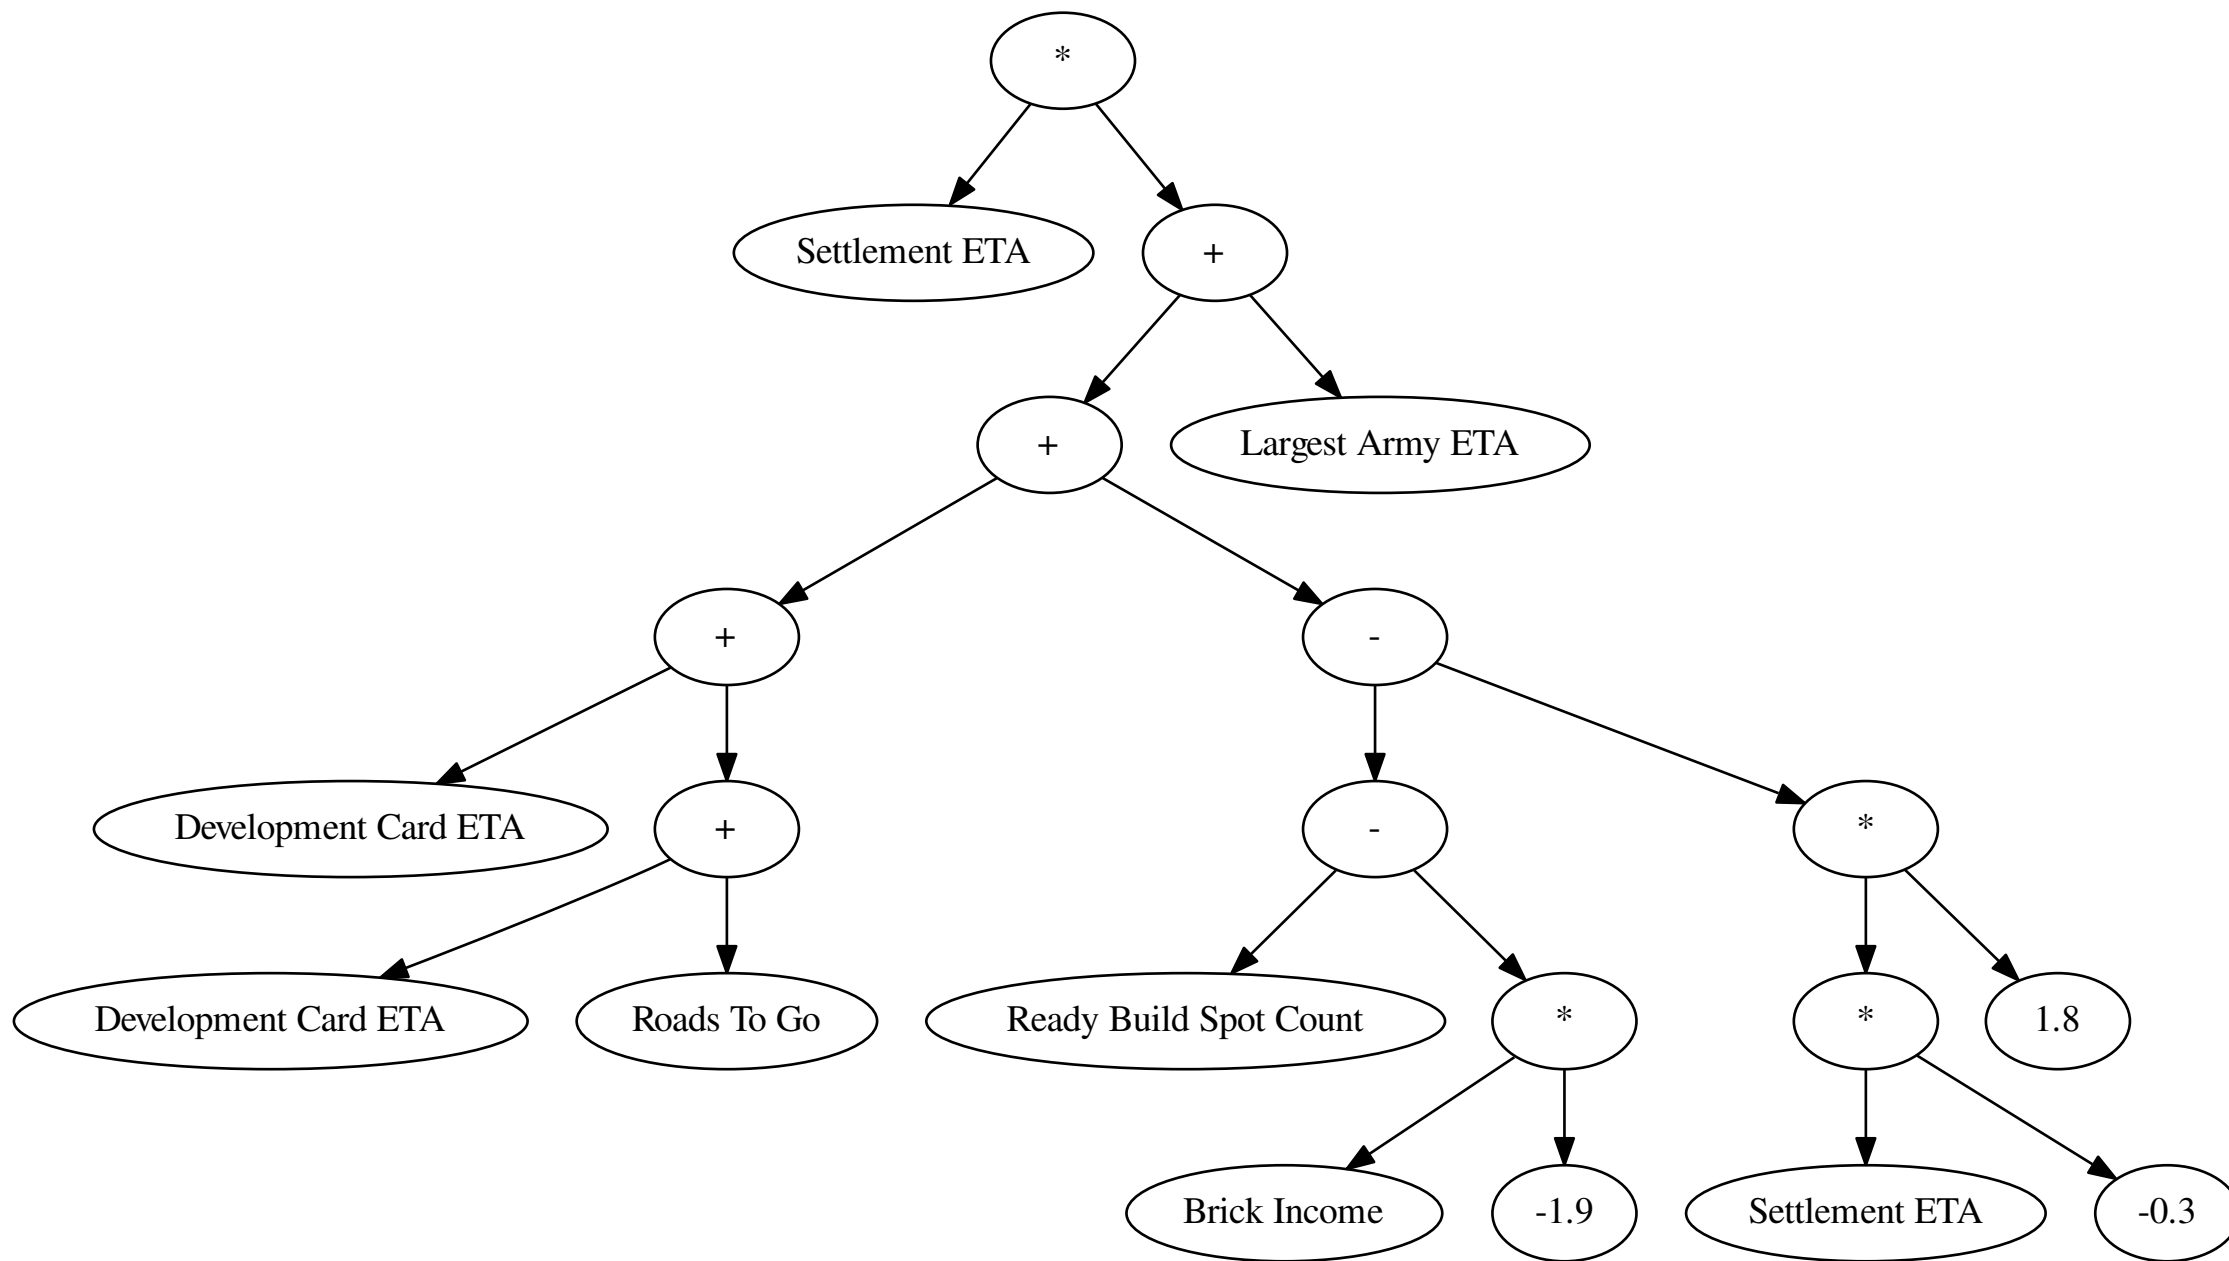 *
Settlement ETA
+
+
Largest Army ETA
+
-
Development Card ETA
+
-
*
Development Card ETA
Roads To Go
Ready Build Spot Count
*
*
1.8
Brick Income
-1.9
Settlement ETA
-0.3